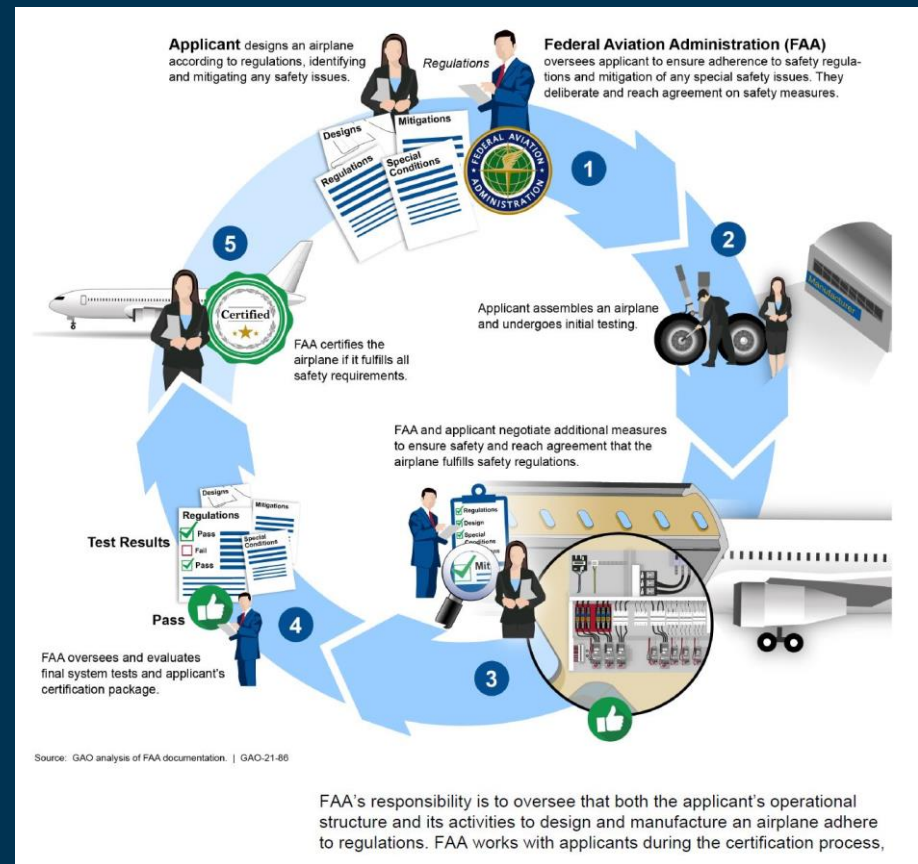 Applicant designs an airplane
according to regulations, identifying
and mitigating any safety issues.
Regulations
Federal Aviation Administration (FAA)
oversees applicant to ensure adherence to safety regula-
tions and mitigation of any special safety issues. They
deliberate and reach agreement on safety measures.
Designs
Mitigations
Regulations
Special
Conditions
FEDERAL AVIATION
ADMINISTRATION
1
2
Manufacturer
Applicant assembles an airplane
and undergoes initial testing.
5
Certified
FAA certifies the
airplane if it fulfills all
safety requirements.
FAA and applicant negotiate additional measures
to ensure safety and reach agreement that the
airplane fulfills safety regulations.
Regulations
Design
Special
Conditions
Mit
3
Designs
Mitigations
Regulations
Pass
Fail
Pass
Special
Conditions
Test Results
Pass
4
FAA oversees and evaluates
final system tests and applicant's
certification package.
Source: GAO analysis of FAA documentation. | GAO-21-86
FAA's responsibility is to oversee that both the applicant's operational
structure and its activities to design and manufacture an airplane adhere
to regulations. FAA works with applicants during the certification process,